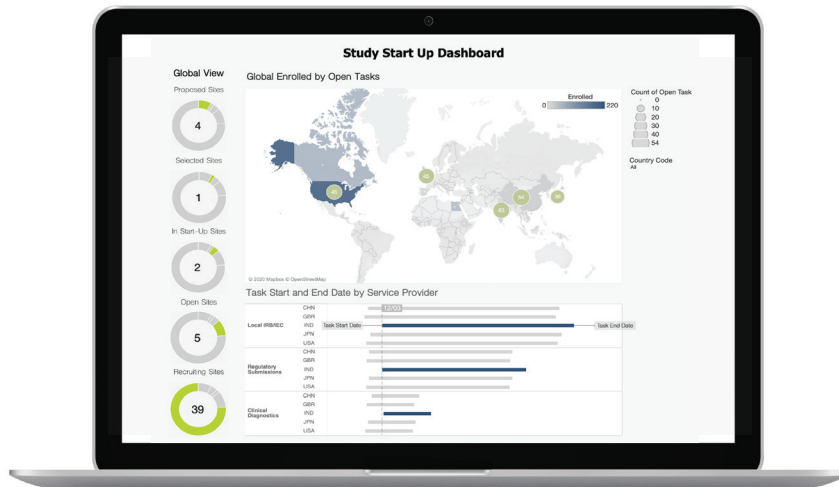 Study Start Up Dashboard
Global View
Proposed Sites
4
Selected Sites
1
In Start-Up Sites
2
Open Sites
5
Recruiting Sites
39
Global Enrolled by Open Tasks
Enrolled
0 220
Count of Open Task
0
10
20
30
40
54
Country Code
All
54
© 2020 Mapbox © OpenStreetMap
Task Start and End Date by Service Provider
12/03
Local IRB/IEC
CHN
GBR
IND
JPN
USA
Task Start Date
Task End Date
Regulatory
Submissions
CHN
GBR
IND
JPN
USA
Clinical
Diagnostics
CHN
GBR
IND
JPN
USA